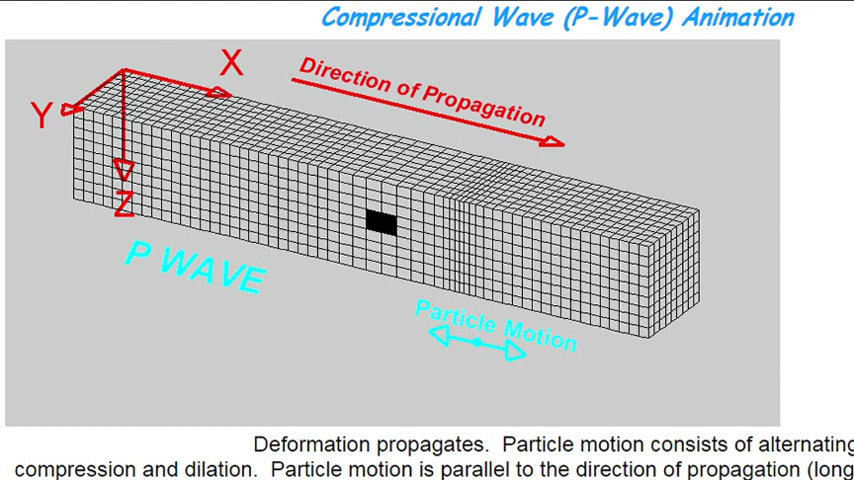 Compressional Wave (P-Wave) Animation
X
Direction of Propagation
Y
Z
P WAVE
Particle Motion
Deformation propagates. Particle motion consists of alternating
compression and dilation. Particle motion is parallel to the direction of propagation (long